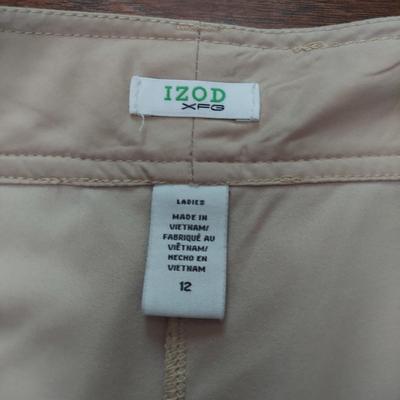 IZOD
XFG
LADIES
MADE IN
VIETNAM/
FABRIQUÉ AU
VIÊTNAM/
HECHO EN
VIETNAM
12